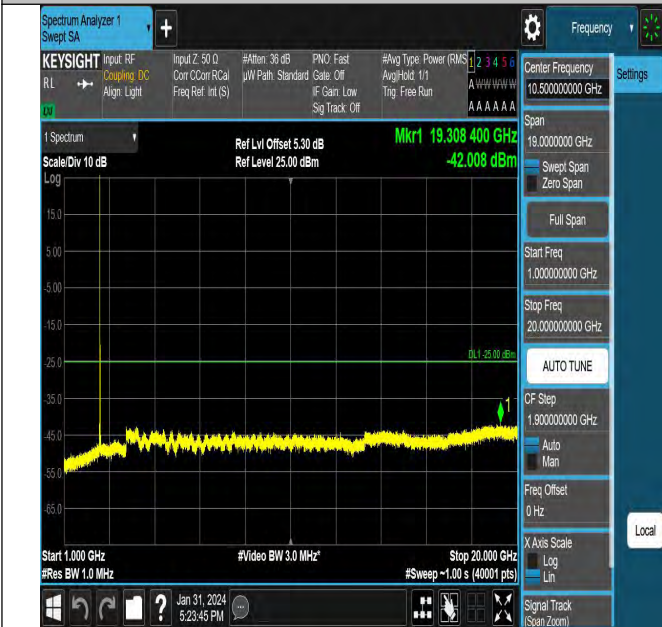 Spectrum Analyzer 1
Swept SA
+
Frequency
KEYSIGHT
RL
Input: RF
Coupling: DC
Align: Light
Input Z: 50 Ω
Corr CCorr RCal
Freq Ref: Int (S)
#Atten: 36 dB
µW Path: Standard
PNO: Fast
Gate: Off
IF Gain: Low
Sig Track: Off
#Avg Type: Power (RMS
Avg|Hold: 1/1
Trig: Free Run
1 2 3 4 5 6
A W W W W W
A A A A A A
1 Spectrum
Scale/Div 10 dB
Log
Ref Lvl Offset 5.30 dB
Ref Level 25.00 dBm
Mkr1 19.308 400 GHz
-42.008 dBm
15.0
5.00
-5.00
-15.0
-25.0
-35.0
-45.0
-55.0
-65.0
DL1 -25.00 dBm
1
Start 1.000 GHz
#Res BW 1.0 MHz
#Video BW 3.0 MHz*
Stop 20.000 GHz
#Sweep ~1.00 s (40001 pts)
Jan 31, 2024
5:23:45 PM
Center Frequency
10.500000000 GHz
Settings
Span
19.0000000 GHz
Swept Span
Zero Span
Full Span
Start Freq
1.000000000 GHz
Stop Freq
20.000000000 GHz
AUTO TUNE
CF Step
1.900000000 GHz
Auto
Man
Freq Offset
0 Hz
X Axis Scale
Log
Lin
Local
Signal Track
(Span Zoom)